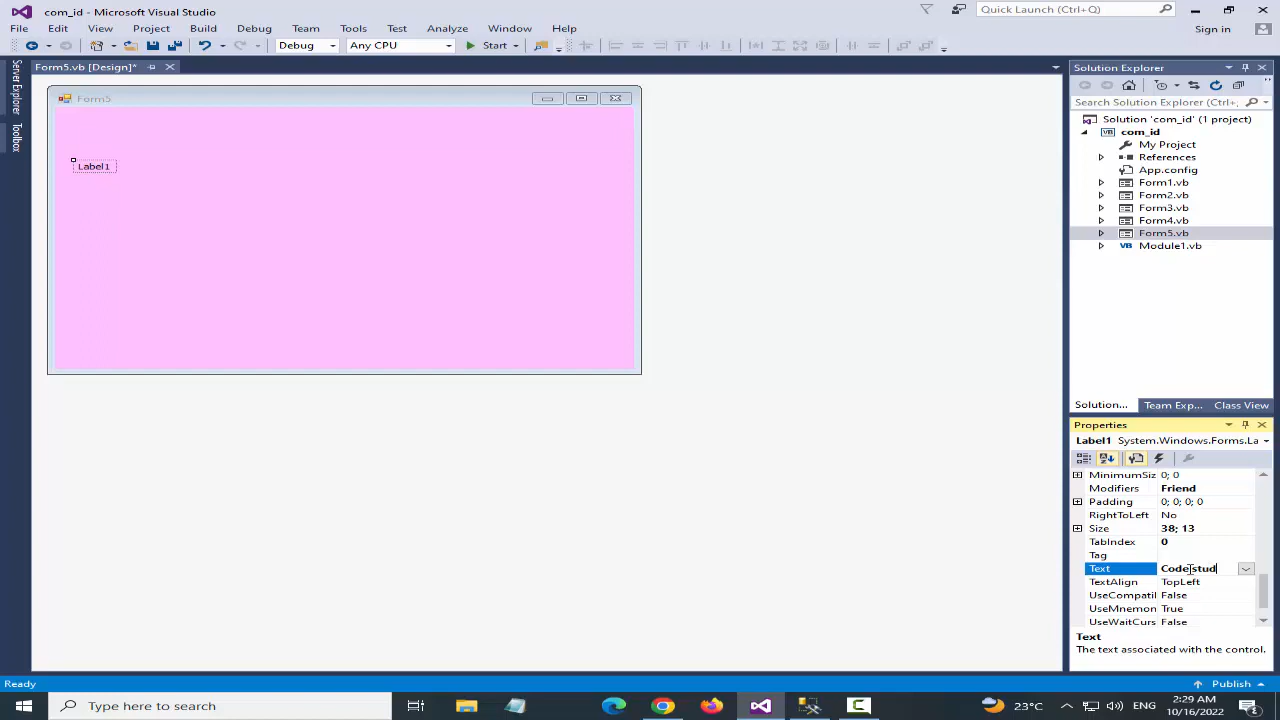 com_id - Microsoft Visual Studio
Quick Launch (Ctrl+Q)
File Edit View Project Build Debug Team Tools Test Analyze Window Help
Sign in
Debug Any CPU Start
Server Explorer
Toolbox
Form5.vb [Design]*
Form5
Label1
Solution Explorer
Search Solution Explorer (Ctrl+;
Solution 'com_id' (1 project)
com_id
My Project
References
App.config
Form1.vb
Form2.vb
Form3.vb
Form4.vb
Form5.vb
Module1.vb
Solution... Team Exp... Class View
Properties
Label1 System.Windows.Forms.La
MinimumSiz 0; 0
Modifiers Friend
Padding 0; 0; 0; 0
RightToLeft No
Size 38; 13
TabIndex 0
Tag
Text Code stud
TextAlign TopLeft
UseCompatil False
UseMnemon True
UseWaitCurs False
Text
The text associated with the control.
Ready
Publish
Type here to search
23°C
2:29 AM
10/16/2022
2